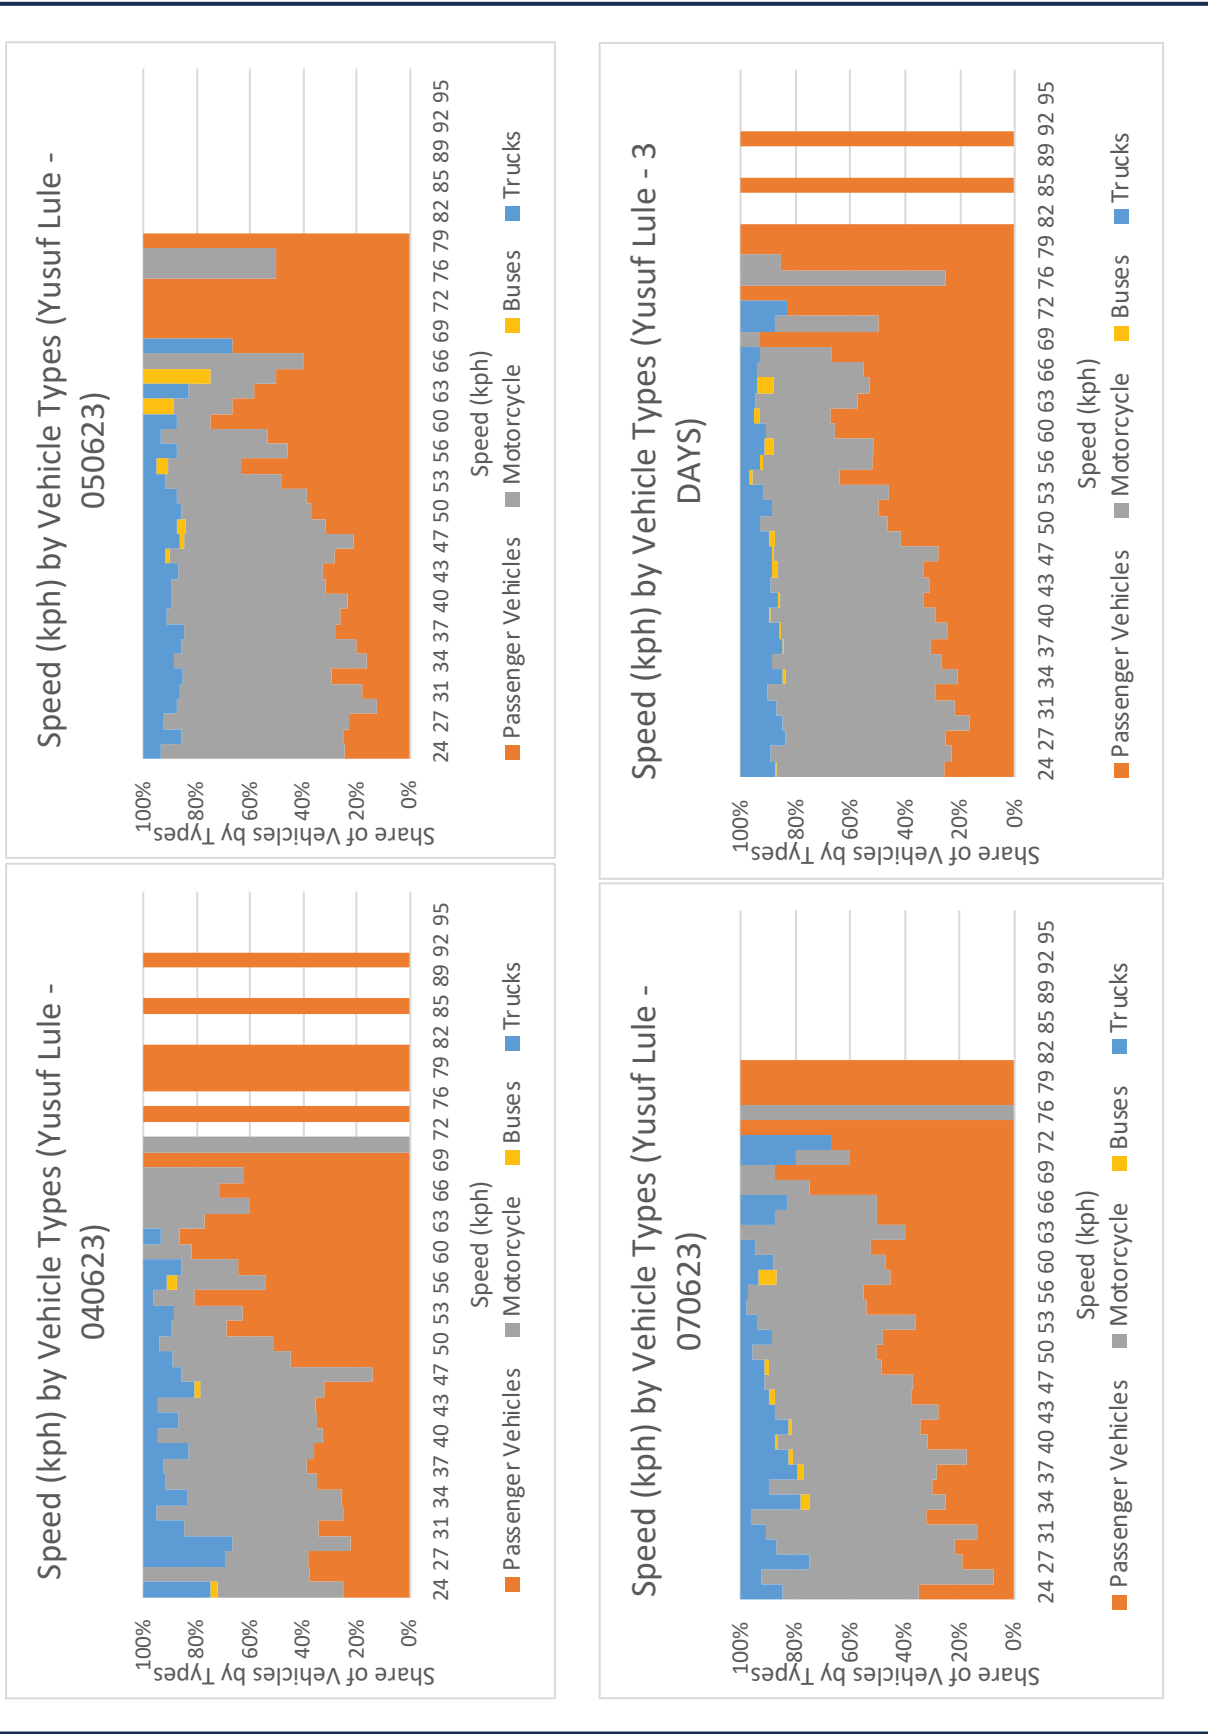 Speed (kph) by Vehicle Types (Yusuf Lule -
040623)
Share of Vehicles by Types
100%
80%
60%
40%
20%
0%
24 27 31 34 37 40 43 47 50 53 56 60 63 66 69 72 76 79 82 85 89 92 95
Speed (kph)
Passenger Vehicles Motorcycle Buses Trucks
Speed (kph) by Vehicle Types (Yusuf Lule -
050623)
Share of Vehicles by Types
100%
80%
60%
40%
20%
0%
24 27 31 34 37 40 43 47 50 53 56 60 63 66 69 72 76 79 82 85 89 92 95
Speed (kph)
Passenger Vehicles Motorcycle Buses Trucks
Speed (kph) by Vehicle Types (Yusuf Lule -
070623)
Share of Vehicles by Types
100%
80%
60%
40%
20%
0%
24 27 31 34 37 40 43 47 50 53 56 60 63 66 69 72 76 79 82 85 89 92 95
Speed (kph)
Passenger Vehicles Motorcycle Buses Trucks
Speed (kph) by Vehicle Types (Yusuf Lule - 3
DAYS)
Share of Vehicles by Types
100%
80%
60%
40%
20%
0%
24 27 31 34 37 40 43 47 50 53 56 60 63 66 69 72 76 79 82 85 89 92 95
Speed (kph)
Passenger Vehicles Motorcycle Buses Trucks